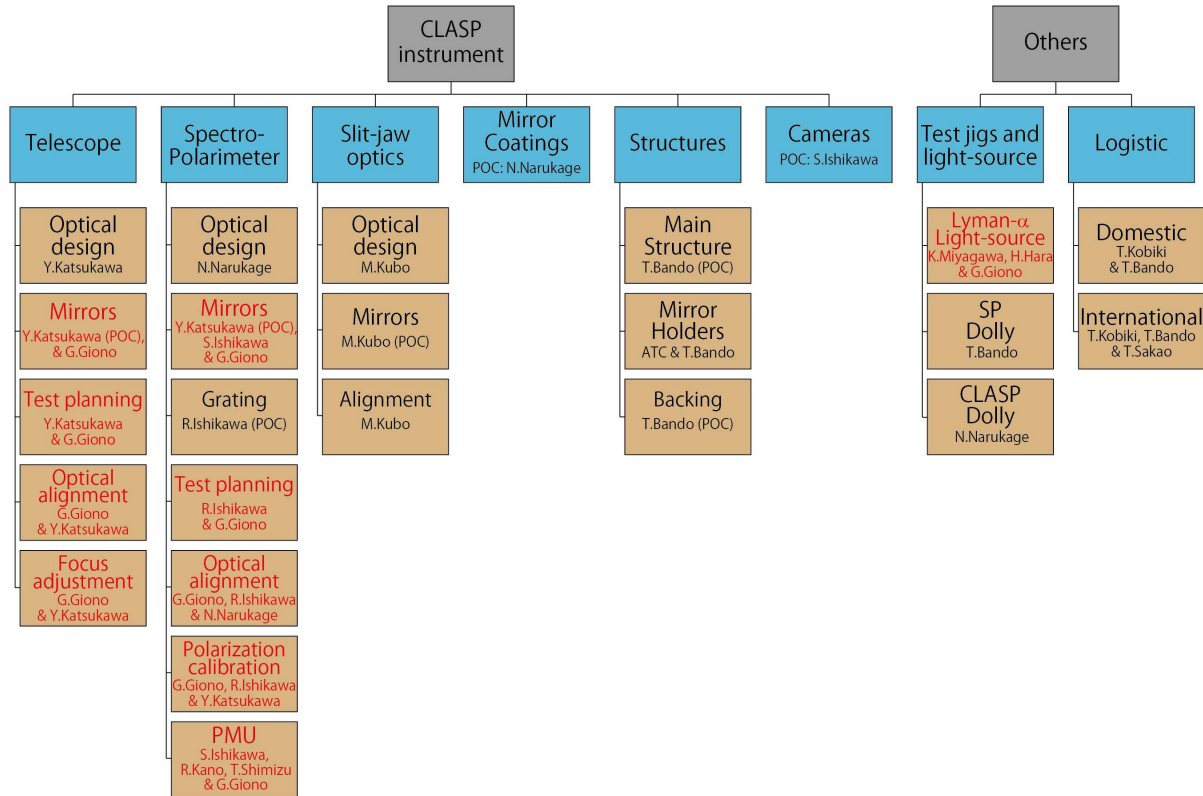 CLASP
instrument
Others
Telescope
Spectro-
Polarimeter
Slit-jaw
optics
Mirror
Coatings
POC: N.Narukage
Structures
Cameras
POC: S.Ishikawa
Test jigs and
light-source
Logistic
Optical
design
Y.Katsukawa
Mirrors
Y.Katsukawa (POC),
& G.Giono
Test planning
Y.Katsukawa
& G.Giono
Optical
alignment
G.Giono
& Y.Katsukawa
Focus
adjustment
G.Giono
& Y.Katsukawa
Optical
design
N.Narukage
Mirrors
Y.Katsukawa (POC),
S.Ishikawa
& G.Giono
Grating
R.Ishikawa (POC)
Test planning
R.Ishikawa
& G.Giono
Optical
alignment
G.Giono, R.Ishikawa
& N.Narukage
Polarization
calibration
G.Giono, R.Ishikawa
& Y.Katsukawa
PMU
S.Ishikawa,
R.Kano, T.Shimizu
& G.Giono
Optical
design
M.Kubo
Mirrors
M.Kubo (POC)
Alignment
M.Kubo
Main
Structure
T.Bando (POC)
Mirror
Holders
ATC & T.Bando
Backing
T.Bando (POC)
Lyman-α
Light-source
K.Miyagawa, H.Hara
& G.Giono
SP
Dolly
T.Bando
CLASP
Dolly
N.Narukage
Domestic
T.Kobiki
& T.Bando
International
T.Kobiki, T.Bando
& T.Sakao